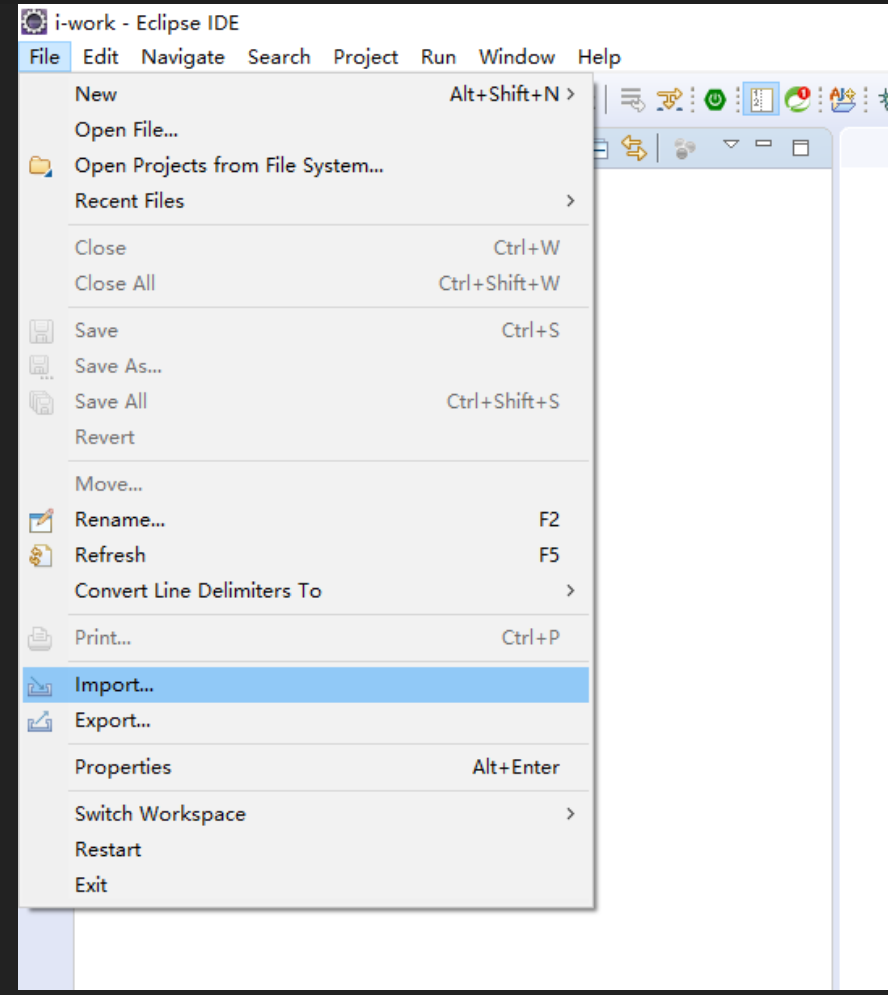 i-work - Eclipse IDE
File Edit Navigate Search Project Run Window Help
New Alt+Shift+N >
Open File...
Open Projects from File System...
Recent Files >
Close Ctrl+W
Close All Ctrl+Shift+W
Save Ctrl+S
Save As...
Save All Ctrl+Shift+S
Revert
Move...
Rename... F2
Refresh F5
Convert Line Delimiters To >
Print... Ctrl+P
Import...
Export...
Properties Alt+Enter
Switch Workspace >
Restart
Exit